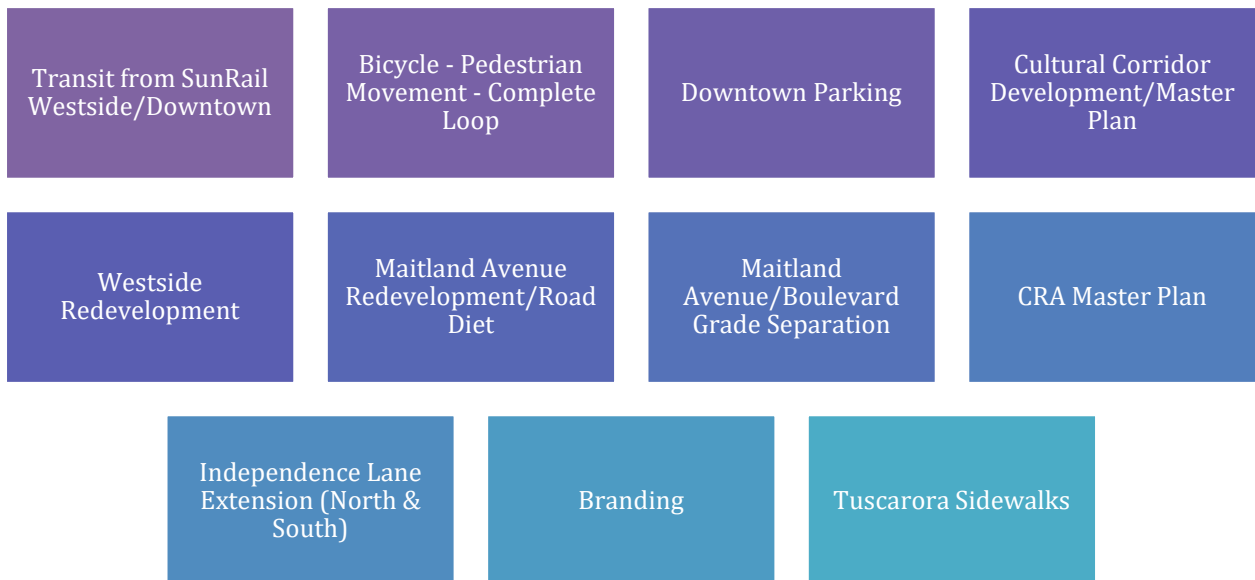 Transit from SunRail
Westside/Downtown
Bicycle - Pedestrian
Movement - Complete
Loop
Downtown Parking
Cultural Corridor
Development/Master
Plan
Westside
Redevelopment
Maitland Avenue
Redevelopment/Road
Diet
Maitland
Avenue/Boulevard
Grade Separation
CRA Master Plan
Independence Lane
Extension (North &
South)
Branding
Tuscarora Sidewalks